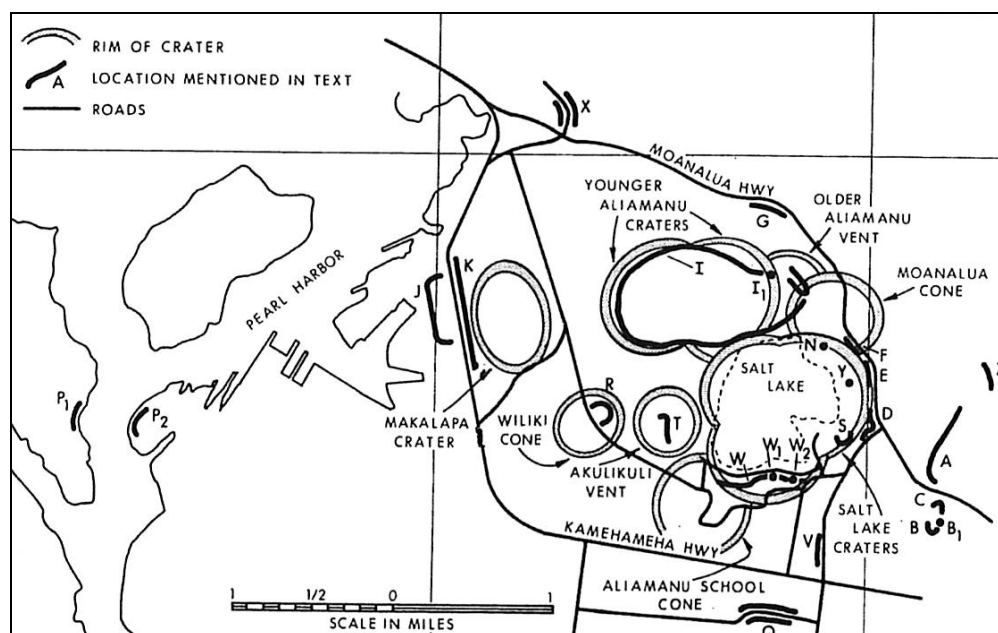 RIM OF CRATER
A LOCATION MENTIONED IN TEXT
ROADS
X
MOANALUA HWY
YOUNGER
ALIAMANU
CRATERS
G
OLDER
ALIAMANU
VENT
MOANALUA
CONE
PEARL HARBOR
K
J
I
I1
N
F
E
Y
SALT
LAKE
D
S
P1
P2
R
T
MAKALAPA
CRATER
WILIKI
CONE
AKULIKULI
VENT
W
W1
W2
A
C
B
B1
SALT
LAKE
CRATERS
V
KAMEHAMEHA HWY
ALIAMANU SCHOOL
CONE
1
1/2
0
1
SCALE IN MILES